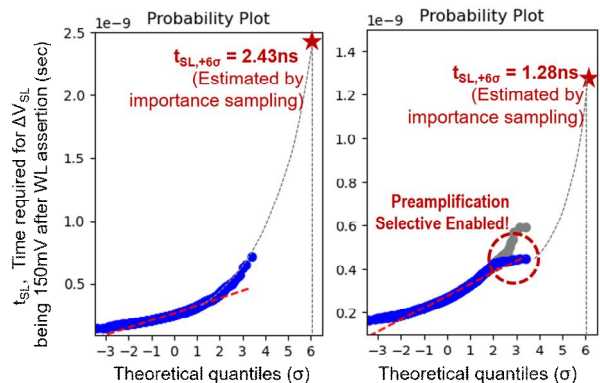 1e−9 Probability Plot
2.5
2.0
1.5
1.0
0.5
t_SL,+6σ = 2.43ns
(Estimated by
importance sampling)
t_SL, Time required for ΔV_SL
being 150mV after WL assertion (sec)
−3 −2 −1 0 1 2 3 4 5 6
Theoretical quantiles (σ)
1e−9 Probability Plot
1.4
1.2
1.0
0.8
0.6
0.4
0.2
t_SL,+6σ = 1.28ns
(Estimated by
importance sampling)
Preamplification
Selective Enabled!
−3 −2 −1 0 1 2 3 4 5 6
Theoretical quantiles (σ)